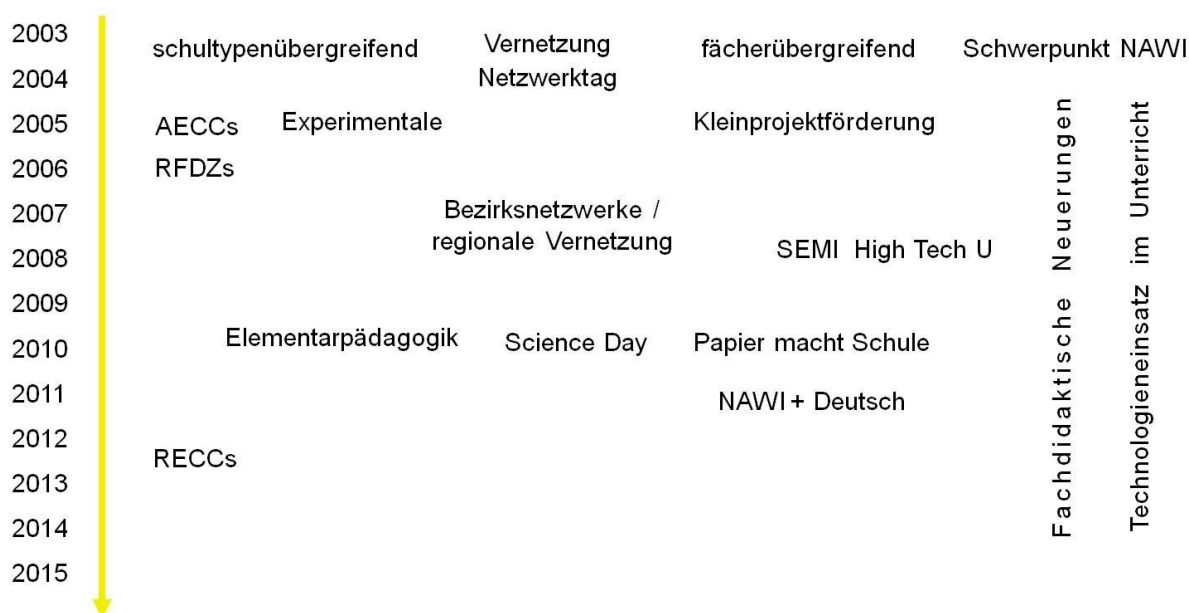 2003
schultypenübergreifend
Vernetzung
fächerübergreifend
Schwerpunkt NAWI
2004
Netzwerktag
2005
AECCs
Experimentale
Kleinprojektförderung
2006
RFDZs
2007
Bezirksnetzwerke /
regionale Vernetzung
2008
SEMI High Tech U
2009
2010
Elementarpädagogik
Science Day
Papier macht Schule
2011
NAWI + Deutsch
2012
RECCs
2013
2014
2015
Fachdidaktische Neuerungen
Technologieneinsatz im Unterricht